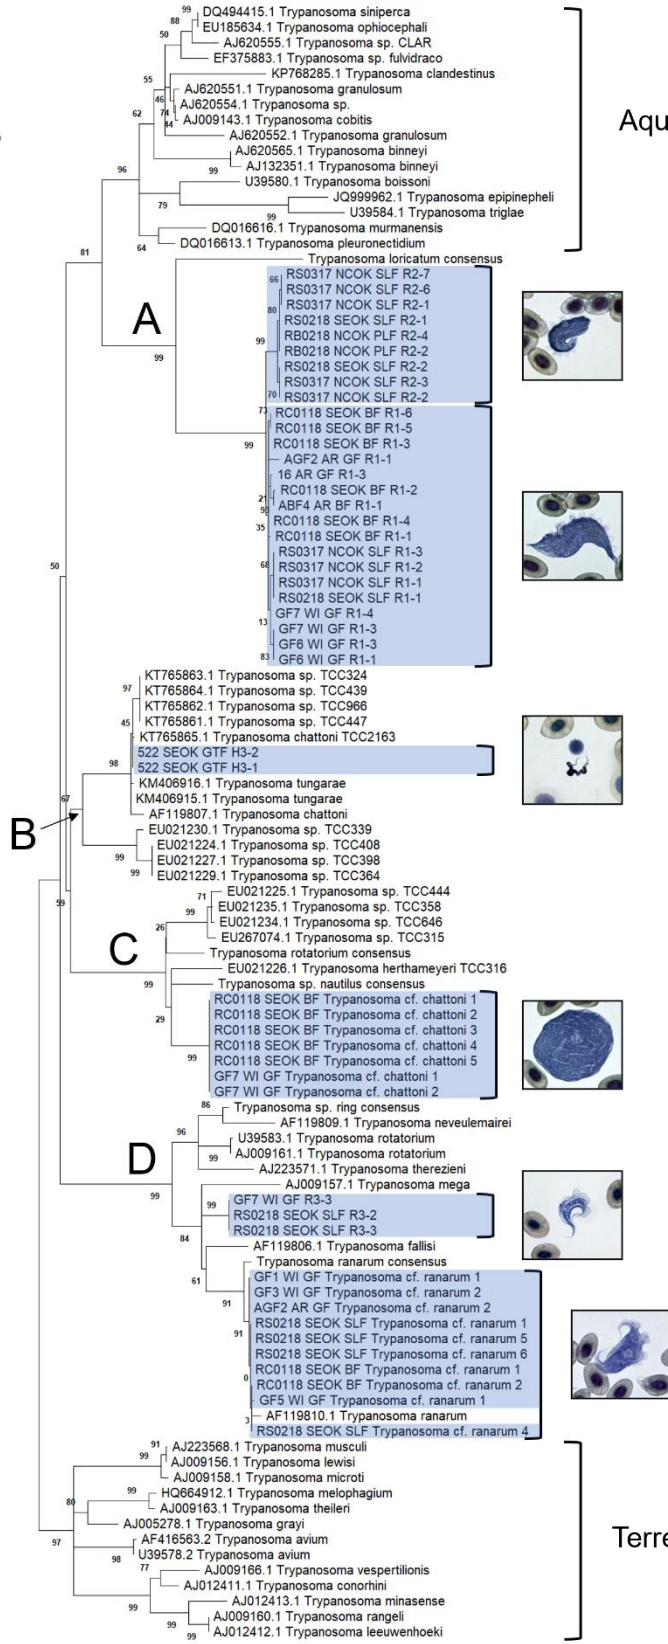 DQ494415.1 Trypanosoma siniperca
EU185634.1 Trypanosoma ophiocephali
AJ620555.1 Trypanosoma sp. CLAR
EF375883.1 Trypanosoma sp. fulvidraco
KP768285.1 Trypanosoma clandestinus
AJ620551.1 Trypanosoma granulosum
AJ620554.1 Trypanosoma sp.
AJ009143.1 Trypanosoma cobitis
AJ620552.1 Trypanosoma granulosum
AJ620565.1 Trypanosoma binneyi
AJ132351.1 Trypanosoma binneyi
U39580.1 Trypanosoma boissoni
JQ999962.1 Trypanosoma epipinepheli
U39584.1 Trypanosoma triglae
DQ016616.1 Trypanosoma murmanensis
DQ016613.1 Trypanosoma pleuronectidium
Aqu
99
88
50
55
46
74
44
62
99
96
79
99
64
81
Trypanosoma loricatum consensus
A
RS0317 NCOK SLF R2-7
RS0317 NCOK SLF R2-6
RS0317 NCOK SLF R2-1
RS0218 SEOK SLF R2-1
RB0218 NCOK PLF R2-4
RB0218 NCOK PLF R2-2
RS0218 SEOK SLF R2-2
RS0317 NCOK SLF R2-3
RS0317 NCOK SLF R2-2
66
80
99
70
99
RC0118 SEOK BF R1-6
RC0118 SEOK BF R1-5
RC0118 SEOK BF R1-3
AGF2 AR GF R1-1
16 AR GF R1-3
RC0118 SEOK BF R1-2
ABF4 AR BF R1-1
RC0118 SEOK BF R1-4
RC0118 SEOK BF R1-1
RS0317 NCOK SLF R1-3
RS0317 NCOK SLF R1-2
RS0317 NCOK SLF R1-1
RS0218 SEOK SLF R1-1
GF7 WI GF R1-4
GF7 WI GF R1-3
GF6 WI GF R1-3
GF6 WI GF R1-1
73
99
21
35
68
13
83
50
KT765863.1 Trypanosoma sp. TCC324
KT765864.1 Trypanosoma sp. TCC439
KT765862.1 Trypanosoma sp. TCC966
KT765861.1 Trypanosoma sp. TCC447
KT765865.1 Trypanosoma chattoni TCC2163
522 SEOK GTF H3-2
522 SEOK GTF H3-1
KM406916.1 Trypanosoma tungarae
KM406915.1 Trypanosoma tungarae
AF119807.1 Trypanosoma chattoni
97
45
98
67
B
EU021230.1 Trypanosoma sp. TCC339
EU021224.1 Trypanosoma sp. TCC408
EU021227.1 Trypanosoma sp. TCC398
EU021229.1 Trypanosoma sp. TCC364
99
99
59
EU021225.1 Trypanosoma sp. TCC444
EU021235.1 Trypanosoma sp. TCC358
EU021234.1 Trypanosoma sp. TCC646
EU267074.1 Trypanosoma sp. TCC315
Trypanosoma rotatorium consensus
EU021226.1 Trypanosoma herthameyeri TCC316
Trypanosoma sp. nautilus consensus
71
99
26
C
99
29
RC0118 SEOK BF Trypanosoma cf. chattoni 1
RC0118 SEOK BF Trypanosoma cf. chattoni 2
RC0118 SEOK BF Trypanosoma cf. chattoni 3
RC0118 SEOK BF Trypanosoma cf. chattoni 4
RC0118 SEOK BF Trypanosoma cf. chattoni 5
GF7 WI GF Trypanosoma cf. chattoni 1
GF7 WI GF Trypanosoma cf. chattoni 2
99
Trypanosoma sp. ring consensus
AF119809.1 Trypanosoma neveulemairei
U39583.1 Trypanosoma rotatorium
AJ009161.1 Trypanosoma rotatorium
AJ223571.1 Trypanosoma therezieni
AJ009157.1 Trypanosoma mega
86
96
99
D
99
GF7 WI GF R3-3
RS0218 SEOK SLF R3-2
RS0218 SEOK SLF R3-3
99
84
AF119806.1 Trypanosoma fallisi
Trypanosoma ranarum consensus
61
91
GF1 WI GF Trypanosoma cf. ranarum 1
GF3 WI GF Trypanosoma cf. ranarum 2
AGF2 AR GF Trypanosoma cf. ranarum 2
RS0218 SEOK SLF Trypanosoma cf. ranarum 1
RS0218 SEOK SLF Trypanosoma cf. ranarum 5
RS0218 SEOK SLF Trypanosoma cf. ranarum 6
RC0118 SEOK BF Trypanosoma cf. ranarum 1
RC0118 SEOK BF Trypanosoma cf. ranarum 2
GF5 WI GF Trypanosoma cf. ranarum 1
AF119810.1 Trypanosoma ranarum
RS0218 SEOK SLF Trypanosoma cf. ranarum 4
91
0
3
AJ223568.1 Trypanosoma musculi
AJ009156.1 Trypanosoma lewisi
AJ009158.1 Trypanosoma microti
HQ664912.1 Trypanosoma melophagium
AJ009163.1 Trypanosoma theileri
AJ005278.1 Trypanosoma grayi
AF416563.2 Trypanosoma avium
U39578.2 Trypanosoma avium
AJ009166.1 Trypanosoma vespertilionis
AJ012411.1 Trypanosoma conorhini
AJ012413.1 Trypanosoma minasense
AJ009160.1 Trypanosoma rangeli
AJ012412.1 Trypanosoma leeuwenhoeki
Terre
91
99
99
80
97
98
77
99
99
99